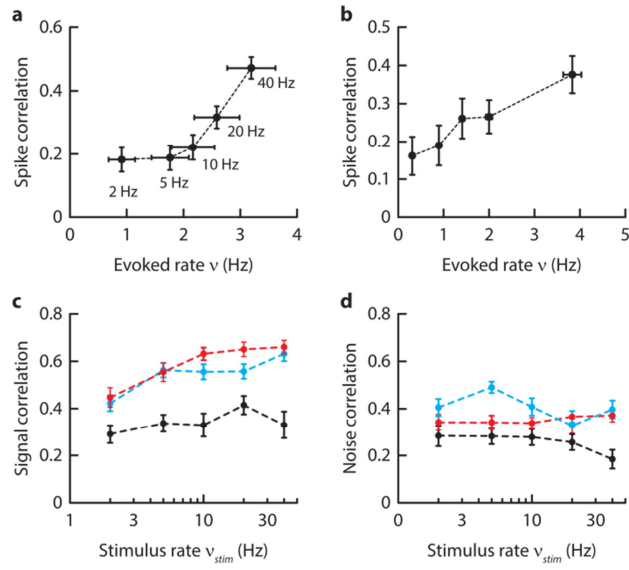 a
Spike correlation
0.6
0.4
0.2
0
2 Hz
5 Hz
10 Hz
20 Hz
40 Hz
0 1 2 3 4
Evoked rate ν (Hz)
b
Spike correlation
0.5
0.4
0.3
0.2
0.1
0 1 2 3 4 5
Evoked rate ν (Hz)
c
Signal correlation
0.8
0.6
0.4
0.2
0
1 3 10 30
Stimulus rate νstim (Hz)
d
Noise correlation
0.8
0.6
0.4
0.2
0
0 3 10 30
Stimulus rate νstim (Hz)